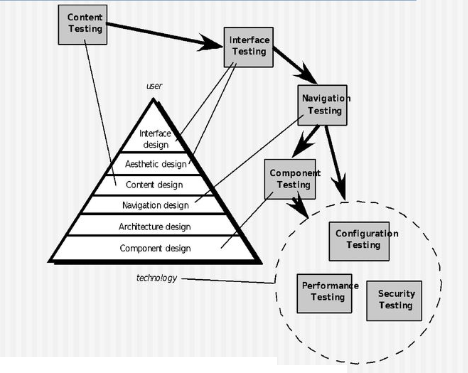 Content
Testing
Interface
Testing
user
Navigation
Testing
Interface
design
Aesthetic design
Content design
Component
Testing
Navigation design
Architecture design
Configuration
Testing
Component design
technology
Performance
Testing
Security
Testing